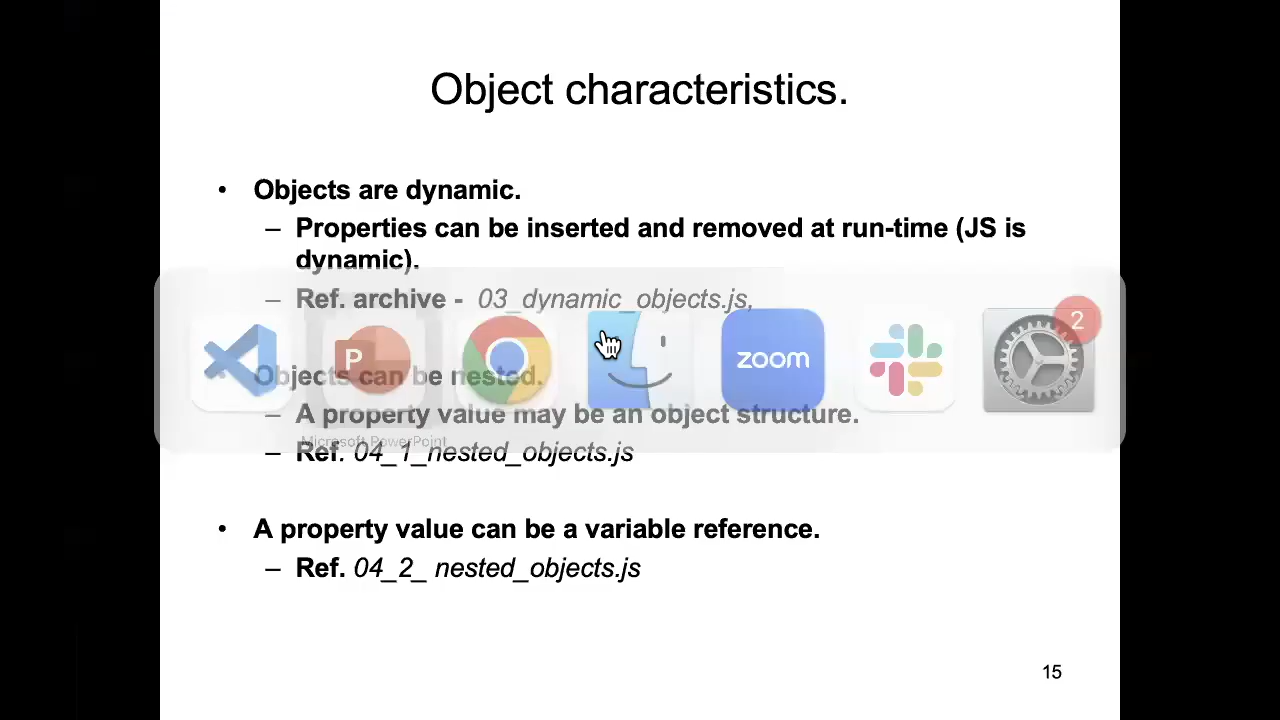 Object characteristics.
• Objects are dynamic.
– Properties can be inserted and removed at run-time (JS is
dynamic).
– Ref. archive - 03_dynamic_objects.js,
P
zoom
2
Objects can be nested.
– A property value may be an object structure.
Microsoft PowerPoint
– Ref. 04_1_nested_objects.js
• A property value can be a variable reference.
– Ref. 04_2_ nested_objects.js
15